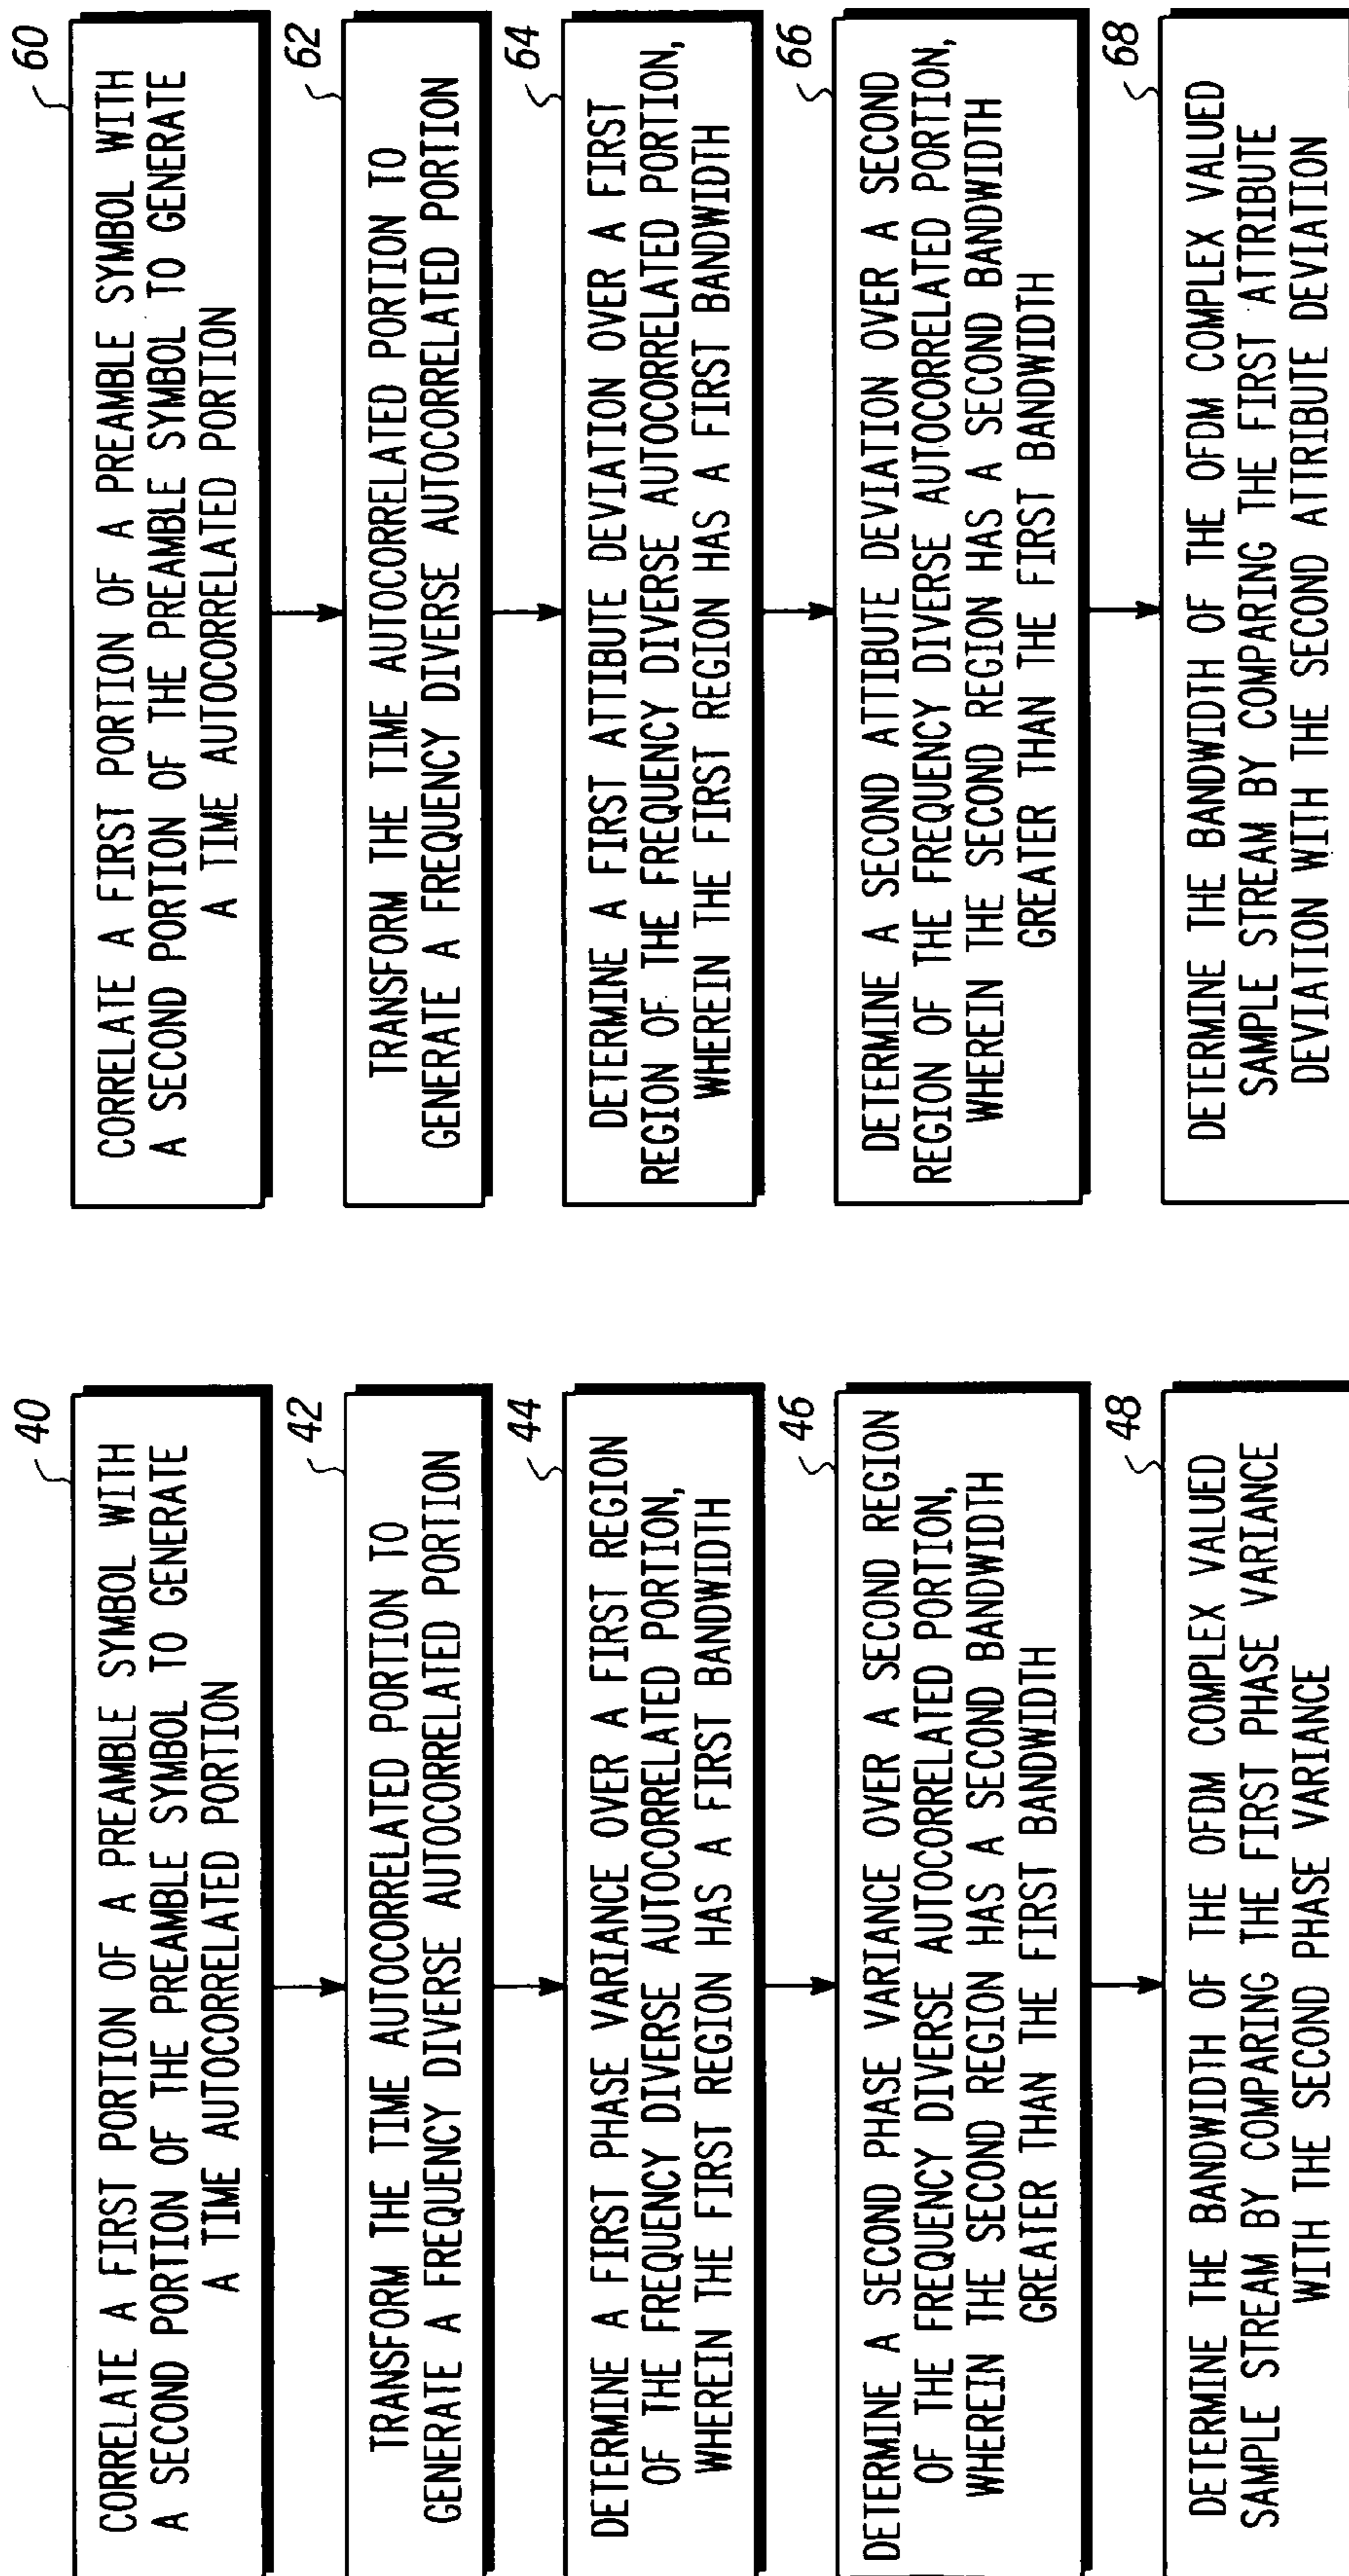 40
CORRELATE A FIRST PORTION OF A PREAMBLE SYMBOL WITH
A SECOND PORTION OF THE PREAMBLE SYMBOL TO GENERATE
A TIME AUTOCORRELATED PORTION
42
TRANSFORM THE TIME AUTOCORRELATED PORTION TO
GENERATE A FREQUENCY DIVERSE AUTOCORRELATED PORTION
44
DETERMINE A FIRST PHASE VARIANCE OVER A FIRST REGION
OF THE FREQUENCY DIVERSE AUTOCORRELATED PORTION,
WHEREIN THE FIRST REGION HAS A FIRST BANDWIDTH
46
DETERMINE A SECOND PHASE VARIANCE OVER A SECOND REGION
OF THE FREQUENCY DIVERSE AUTOCORRELATED PORTION,
WHEREIN THE SECOND REGION HAS A SECOND BANDWIDTH
GREATER THAN THE FIRST BANDWIDTH
48
DETERMINE THE BANDWIDTH OF THE OFDM COMPLEX VALUED
SAMPLE STREAM BY COMPARING THE FIRST PHASE VARIANCE
WITH THE SECOND PHASE VARIANCE
60
CORRELATE A FIRST PORTION OF A PREAMBLE SYMBOL WITH
A SECOND PORTION OF THE PREAMBLE SYMBOL TO GENERATE
A TIME AUTOCORRELATED PORTION
62
TRANSFORM THE TIME AUTOCORRELATED PORTION TO
GENERATE A FREQUENCY DIVERSE AUTOCORRELATED PORTION
64
DETERMINE A FIRST ATTIBUTE DEVIATION OVER A FIRST
REGION OF THE FREQUENCY DIVERSE AUTOCORRELATED PORTION,
WHEREIN THE FIRST REGION HAS A FIRST BANDWIDTH
66
DETERMINE A SECOND ATTIBUTE DEVIATION OVER A SECOND
REGION OF THE FREQUENCY DIVERSE AUTOCORRELATED PORTION,
WHEREIN THE SECOND REGION HAS A SECOND BANDWIDTH
GREATER THAN THE FIRST BANDWIDTH
68
DETERMINE THE BANDWIDTH OF THE OFDM COMPLEX VALUED
SAMPLE STREAM BY COMPARING THE FIRST ATTRIBUTE
DEVIATION WITH THE SECOND ATTRIBUTE DEVIATION